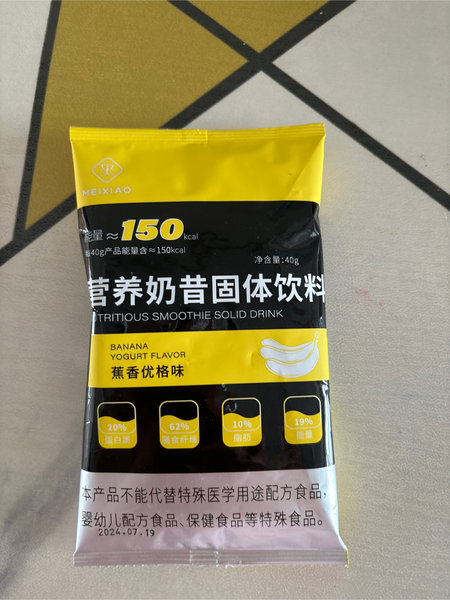 MEIXIAO
能量≈150kcal
每40g产品能量含≈150kcal
净含量:40g
营养奶昔固体饮料
TRITIOUS SMOOTHIE SOLID DRINK
BANANA
YOGURT FLAVOR
蕉香优格味
20% 62% 10% 19%
蛋白质 膳食纤维 脂肪 能量
本产品不能代替特殊医学用途配方食品,
婴幼儿配方食品、保健食品等特殊食品。
2024.07.19